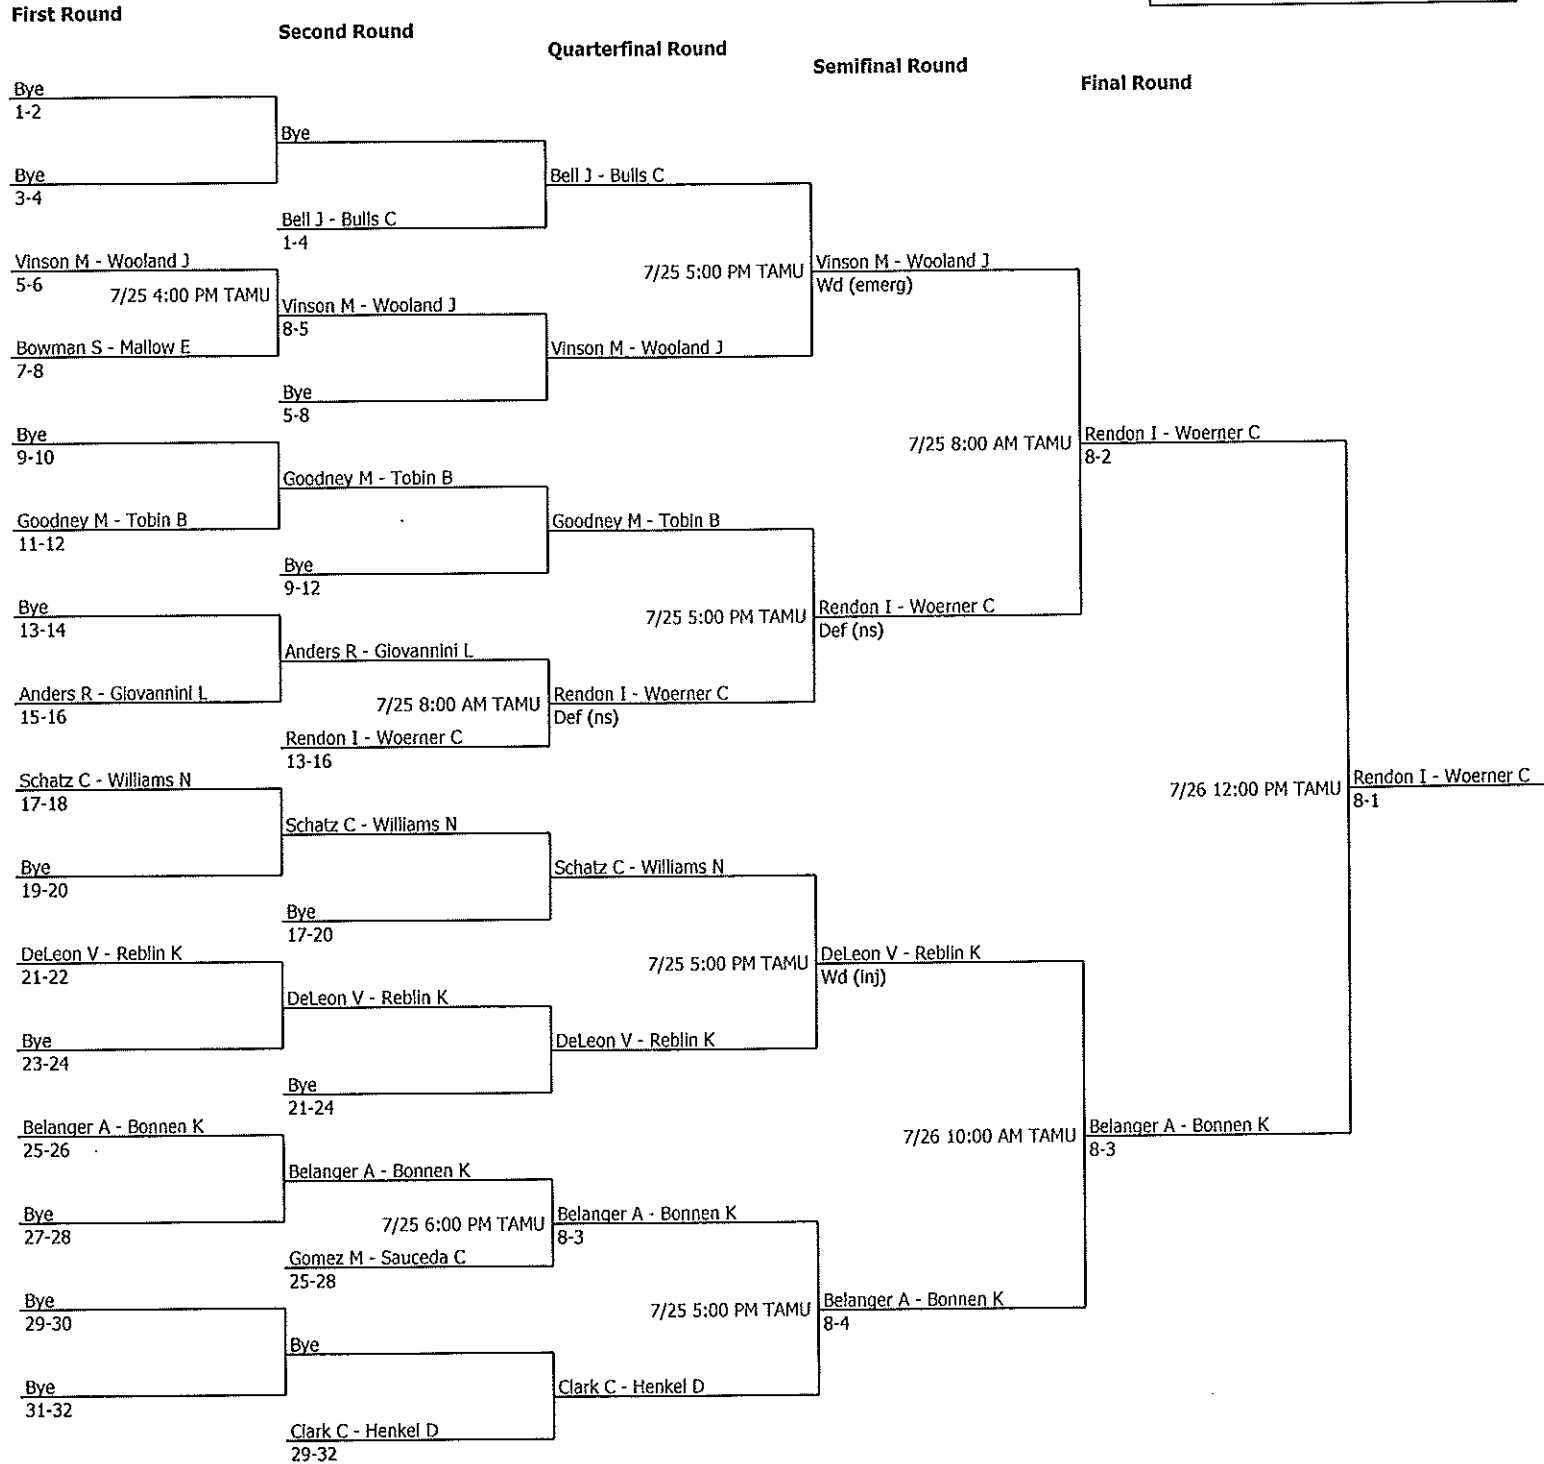 First Round
Second Round
Quarterfinal Round
Semifinal Round
Final Round
Bye
1-2
Bye
3-4
Vinson M - Wooland J
5-6
7/25 4:00 PM TAMU
Bowman S - Mallow E
7-8
Bye
9-10
Goodney M - Tobin B
11-12
Bye
13-14
Anders R - Giovannini L
15-16
Schatz C - Williams N
17-18
Bye
19-20
DeLeon V - Reblin K
21-22
Bye
23-24
Belanger A - Bonnen K
25-26
Bye
27-28
Bye
29-30
Bye
31-32
Bye
Bell J - Bulls C
1-4
Vinson M - Wooland J
8-5
Bye
5-8
Goodney M - Tobin B
Bye
9-12
Anders R - Giovannini L
7/25 8:00 AM TAMU
Rendon I - Woerner C
13-16
Schatz C - Williams N
Bye
17-20
DeLeon V - Reblin K
Bye
21-24
Belanger A - Bonnen K
7/25 6:00 PM TAMU
Gomez M - Sauceda C
25-28
Bye
Clark C - Henkel D
29-32
Bell J - Bulls C
7/25 5:00 PM TAMU
Vinson M - Wooland J
Goodney M - Tobin B
7/25 5:00 PM TAMU
Rendon I - Woerner C
Def (ns)
Schatz C - Williams N
7/25 5:00 PM TAMU
DeLeon V - Reblin K
Belanger A - Bonnen K
8-3
7/25 5:00 PM TAMU
Clark C - Henkel D
Vinson M - Wooland J
Wd (emerg)
7/25 8:00 AM TAMU
Rendon I - Woerner C
Def (ns)
DeLeon V - Reblin K
Wd (inj)
7/26 10:00 AM TAMU
Belanger A - Bonnen K
8-4
Rendon I - Woerner C
8-2
7/26 12:00 PM TAMU
Belanger A - Bonnen K
8-3
Rendon I - Woerner C
8-1